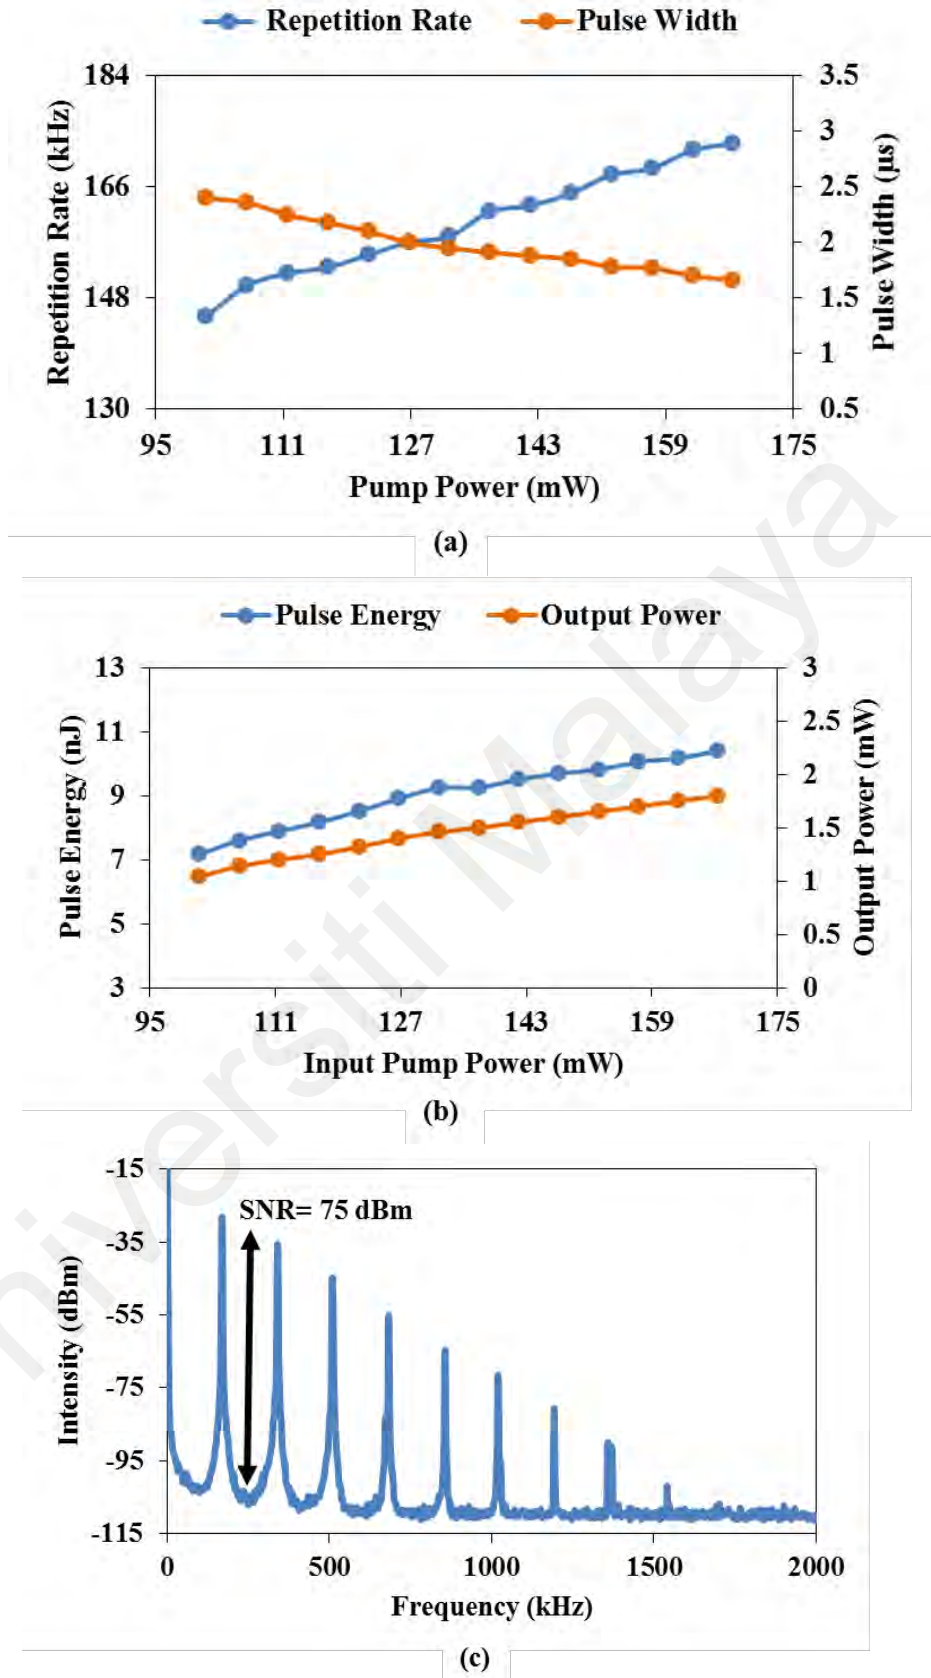 Repetition Rate Pulse Width
184 3.5
3
166 2.5
2
148 1.5
1
130 0.5
Repetition Rate (kHz)
Pulse Width (µs)
95 111 127 143 159 175
Pump Power (mW)
(a)
Pulse Energy Output Power
13 3
11 2.5
2
9 1.5
7 1
5 0.5
3 0
Pulse Energy (nJ)
Output Power (mW)
95 111 127 143 159 175
Input Pump Power (mW)
(b)
-15
SNR= 75 dBm
-35
-55
-75
-95
-115
Intensity (dBm)
0 500 1000 1500 2000
Frequency (kHz)
(c)
niversiti Malaya